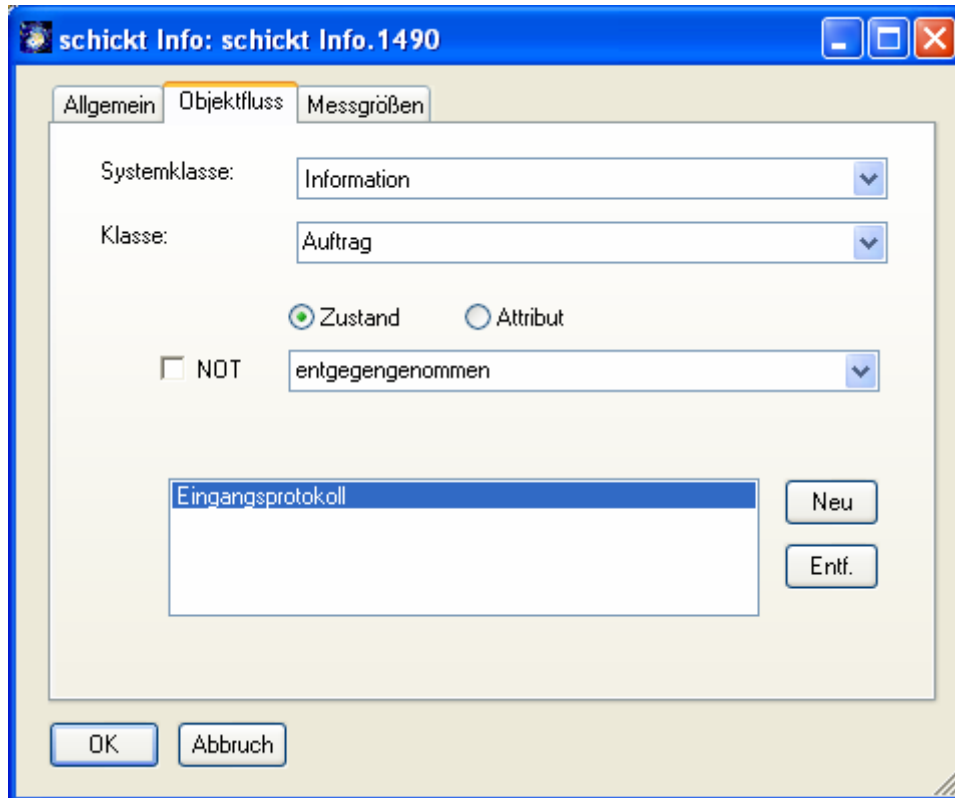 schickt Info: schickt Info.1490
Allgemein Objektfluss Messgrößen
Systemklasse: Information
Klasse: Auftrag
Zustand Attribut
NOT entgegengenommen
Eingangsprotokoll
Neu
Entf.
OK Abbruch